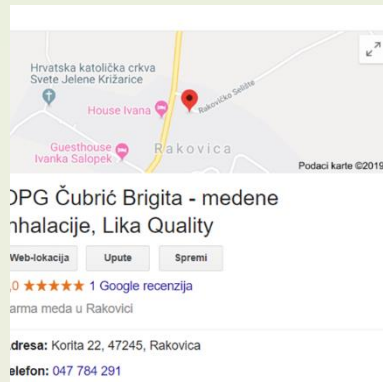 Hrvatska katolička crkva
Svete Jelene Križarice
House Ivana
Rakovičko Selište
Guesthouse
Ivanka Salopek
Rakovica
Podaci karte ©2019
OPG Čubrić Brigita - medene
nhalacije, Lika Quality
Web-lokacija
Upute
Spremi
,0 ★★★★★ 1 Google recenzija
arma meda u Rakovici
dresa: Korita 22, 47245, Rakovica
elefon: 047 784 291